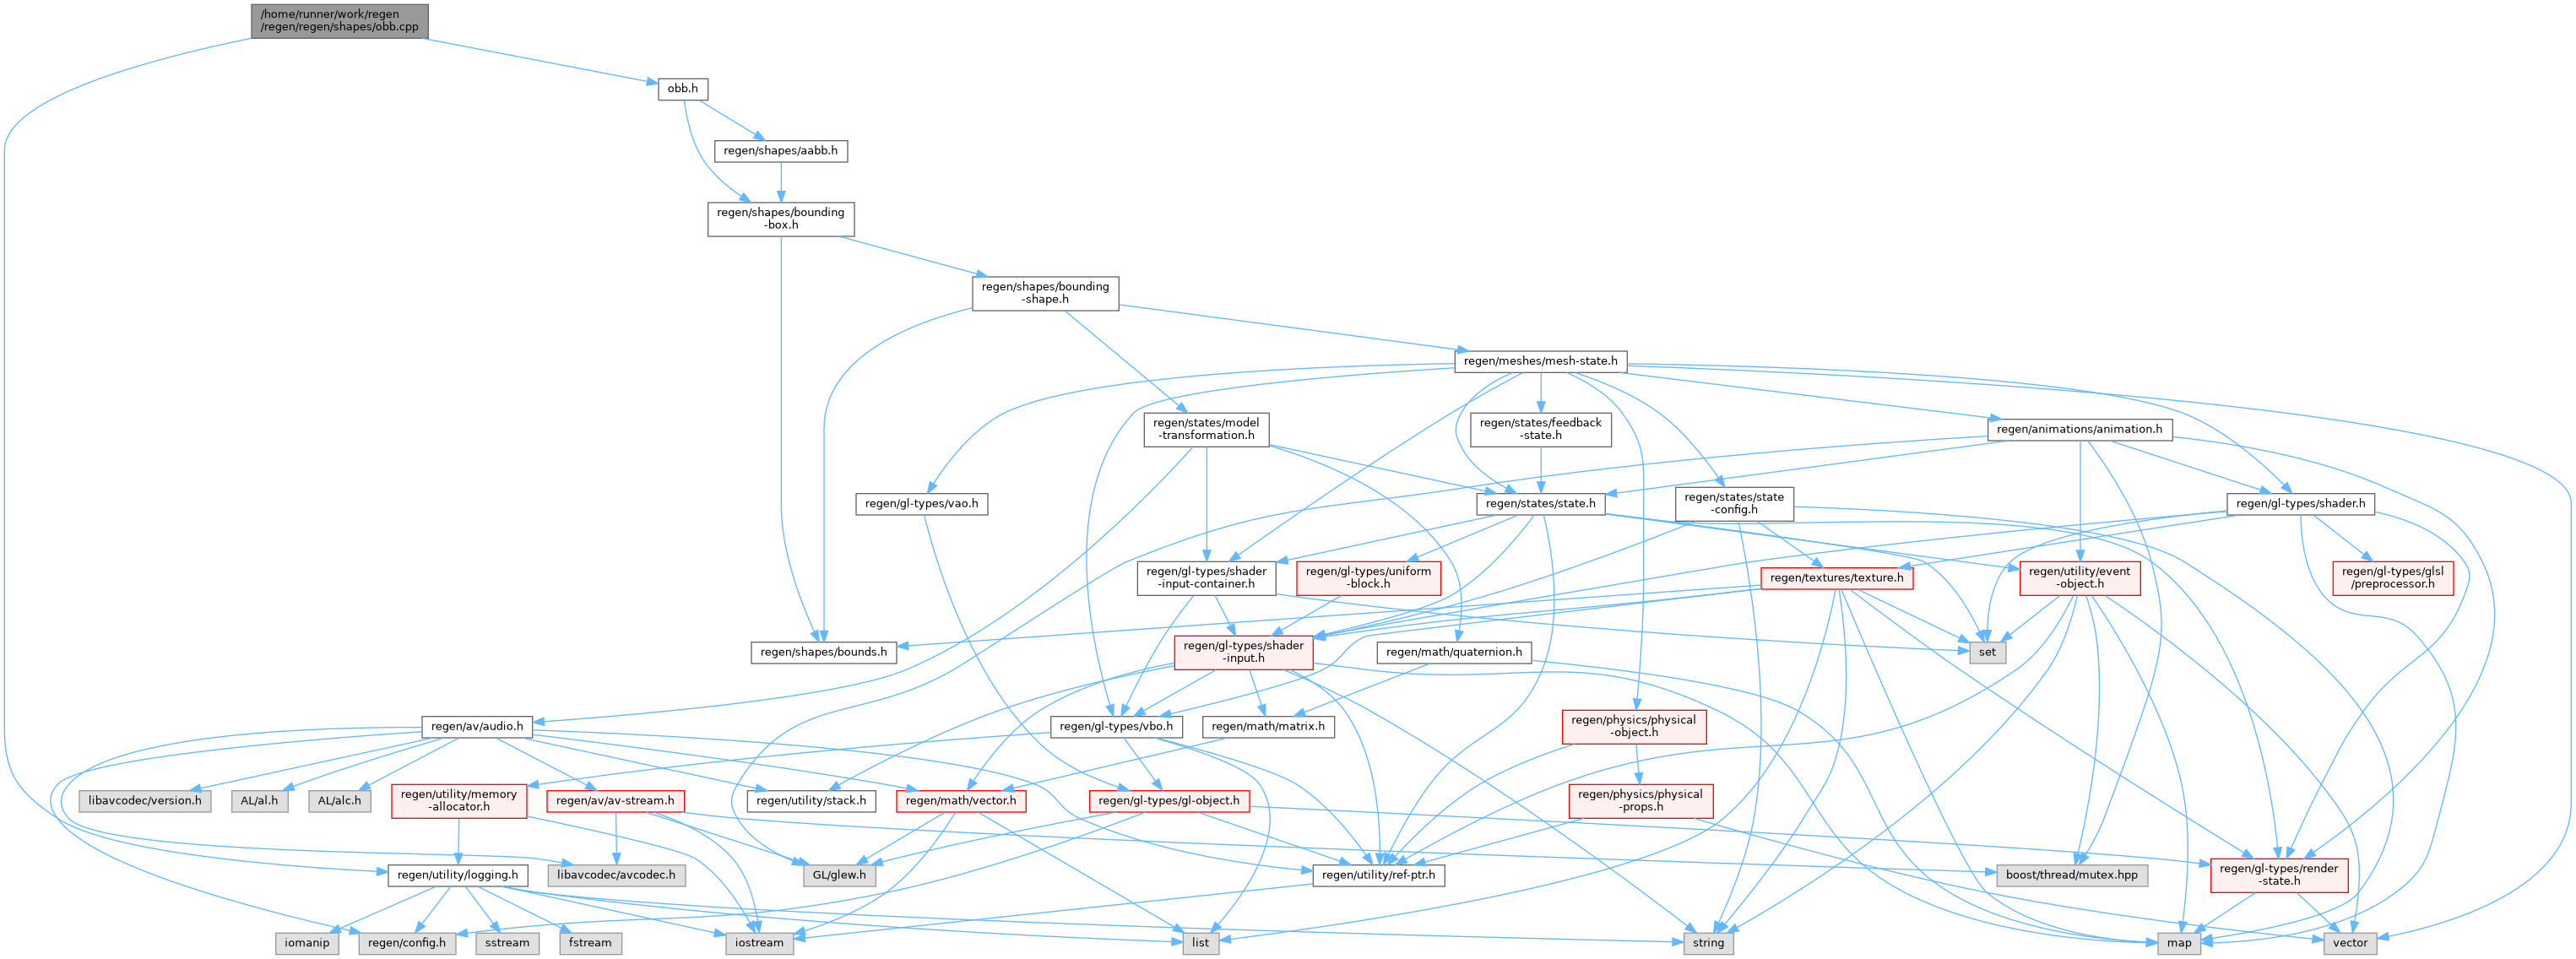 /home/runner/work/regen
/regen/regen/shapes/obb.cpp
obb.h
regen/shapes/aabb.h
regen/shapes/bounding
-box.h
regen/shapes/bounding
-shape.h
regen/meshes/mesh-state.h
regen/states/model
-transformation.h
regen/states/feedback
-state.h
regen/animations/animation.h
regen/gl-types/vao.h
regen/states/state.h
regen/states/state
-config.h
regen/gl-types/shader.h
regen/gl-types/shader
-input-container.h
regen/gl-types/uniform
-block.h
regen/textures/texture.h
regen/utility/event
-object.h
regen/gl-types/glsl
/preprocessor.h
regen/shapes/bounds.h
regen/gl-types/shader
-input.h
regen/math/quaternion.h
set
regen/av/audio.h
regen/gl-types/vbo.h
regen/math/matrix.h
regen/physics/physical
-object.h
libavcodec/version.h
AL/al.h
AL/alc.h
regen/utility/memory
-allocator.h
regen/av/av-stream.h
regen/utility/stack.h
regen/math/vector.h
regen/gl-types/gl-object.h
regen/physics/physical
-props.h
regen/utility/logging.h
libavcodec/avcodec.h
GL/glew.h
regen/utility/ref-ptr.h
boost/thread/mutex.hpp
regen/gl-types/render
-state.h
iomanip
regen/config.h
sstream
fstream
iostream
list
string
map
vector